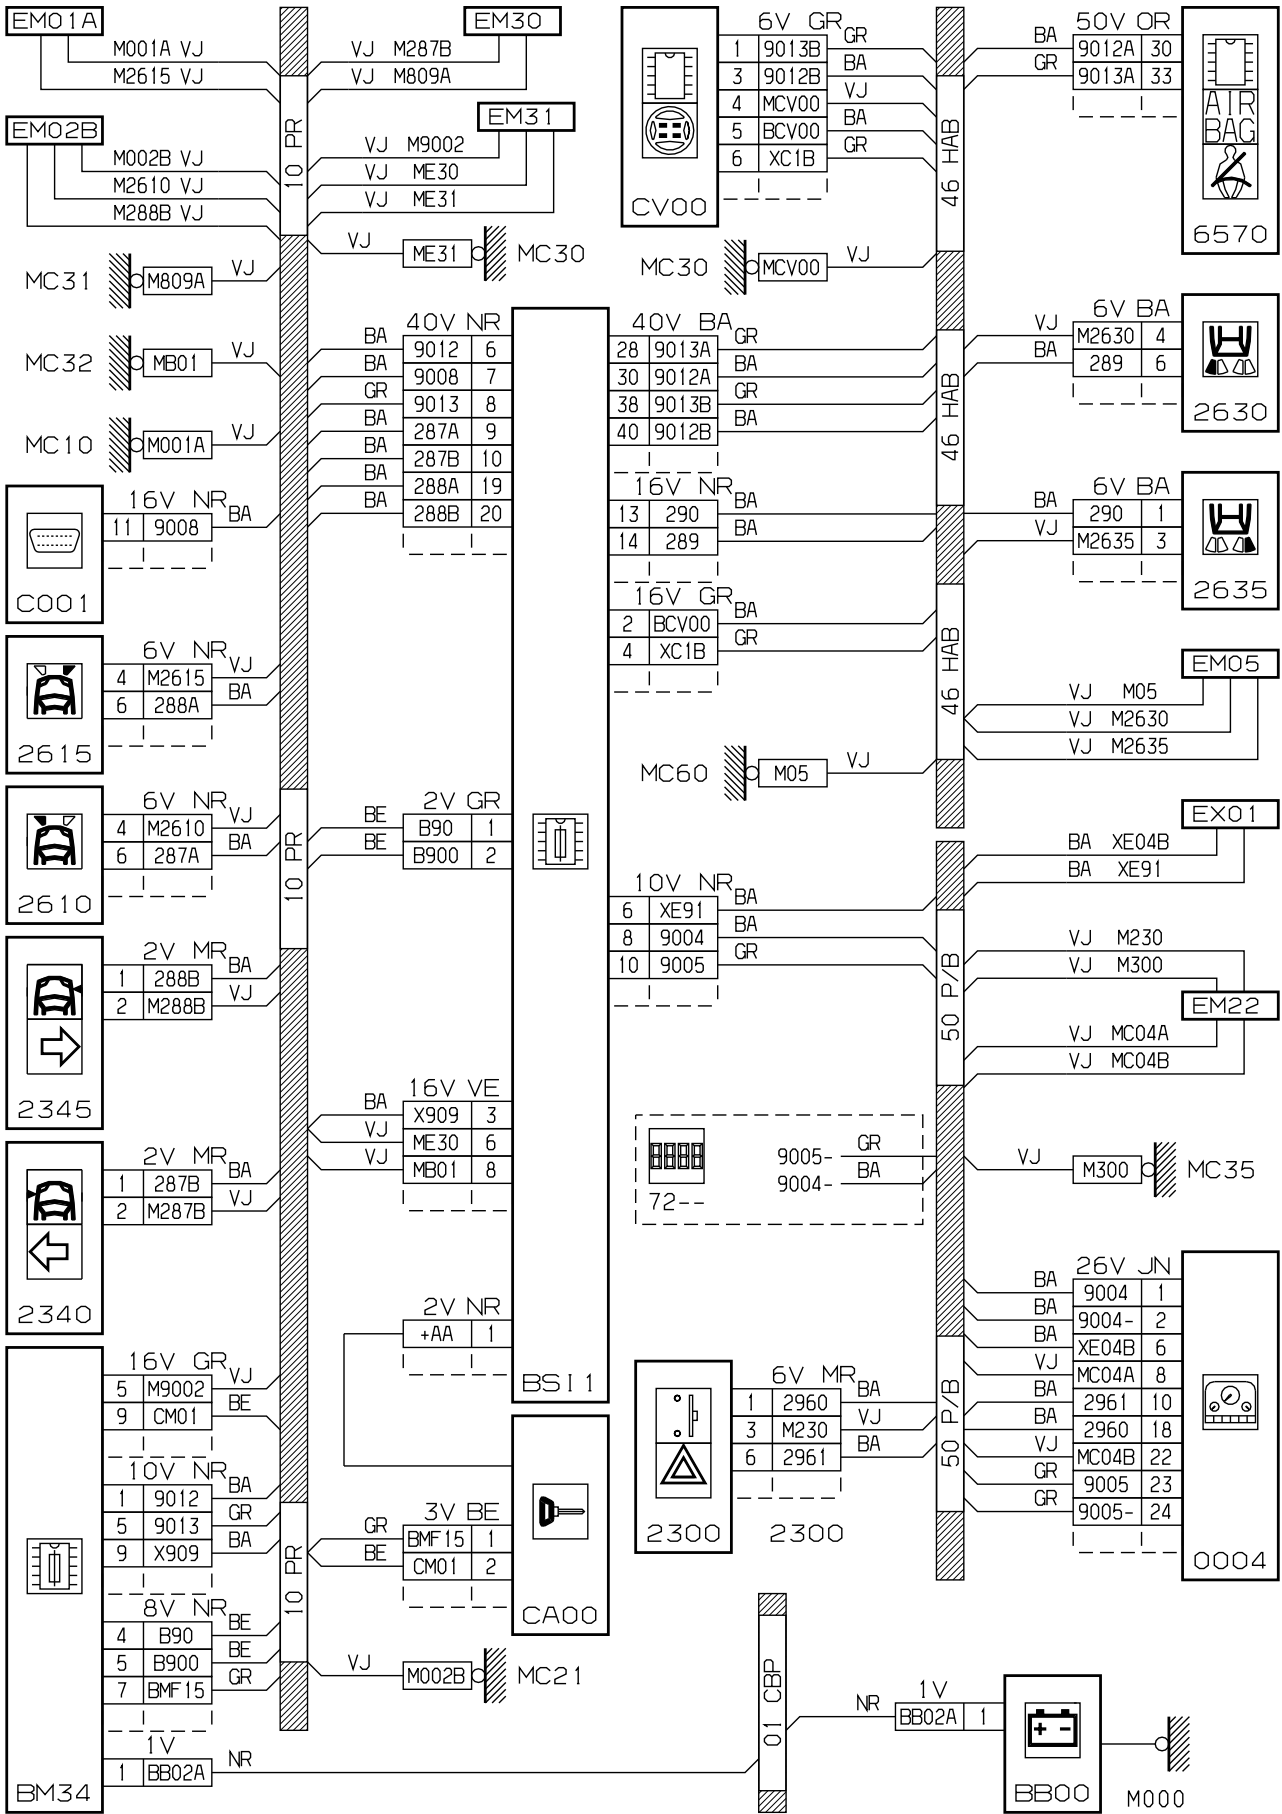 EM01A
M001A VJ
M2615 VJ
EM02B
M002B VJ
M2610 VJ
M288B VJ
MC31 M809A VJ
MC32 MB01 VJ
MC10 M001A VJ
16V NR
11 9008 BA
C001
6V NR
4 M2615 VJ
6 288A BA
2615
6V NR
4 M2610 VJ
6 287A BA
2610
2V MR
1 288B BA
2 M288B VJ
2345
2V MR
1 287B BA
2 M287B VJ
2340
16V GR
5 M9002 VJ
9 CM01 BE
10V NR
1 9012 BA
5 9013 GR
9 X909 BA
8V NR
4 B90 BE
5 B900 BE
7 BMF15 GR
1V
1 BB02A NR
BM34
10 PR
10 PR
10 PR
EM30
VJ M287B
VJ M809A
EM31
VJ M9002
VJ ME30
VJ ME31
VJ ME31 MC30
40V NR
BA 9012 6
BA 9008 7
GR 9013 8
BA 287A 9
BA 287B 10
BA 288A 19
BA 288B 20
2V GR
BE B90 1
BE B900 2
16V VE
BA X909 3
VJ ME30 6
VJ MB01 8
2V NR
+AA 1
BSI1
3V BE
GR BMF15 1
BE CM01 2
CA00
VJ M002B MC21
6V GR
1 9013B GR
3 9012B BA
4 MCV00 VJ
5 BCV00 BA
6 XC1B GR
CV00
MC30 MCV00 VJ
40V BA
28 9013A GR
30 9012A BA
38 9013B GR
40 9012B BA
16V NR
13 290 BA
14 289 BA
16V GR
2 BCV00 BA
4 XC1B GR
MC60 M05 VJ
10V NR
6 XE91 BA
8 9004 BA
10 9005 GR
9005- GR
9004- BA
72--
6V MR
1 2960 BA
3 M230 VJ
6 2961 BA
2300 2300
46 HAB
46 HAB
46 HAB
50 P/B
50 P/B
50V OR
BA 9012A 30
GR 9013A 33
AIR
BAG
6570
6V BA
VJ M2630 4
BA 289 6
2630
6V BA
BA 290 1
VJ M2635 3
2635
EM05
VJ M05
VJ M2630
VJ M2635
EX01
BA XE04B
BA XE91
VJ M230
VJ M300
EM22
VJ MC04A
VJ MC04B
VJ M300 MC35
26V JN
BA 9004 1
BA 9004- 2
BA XE04B 6
VJ MC04A 8
BA 2961 10
BA 2960 18
VJ MC04B 22
GR 9005 23
GR 9005- 24
0004
01 CBP
1V
NR BB02A 1
+ -
BB00
M000